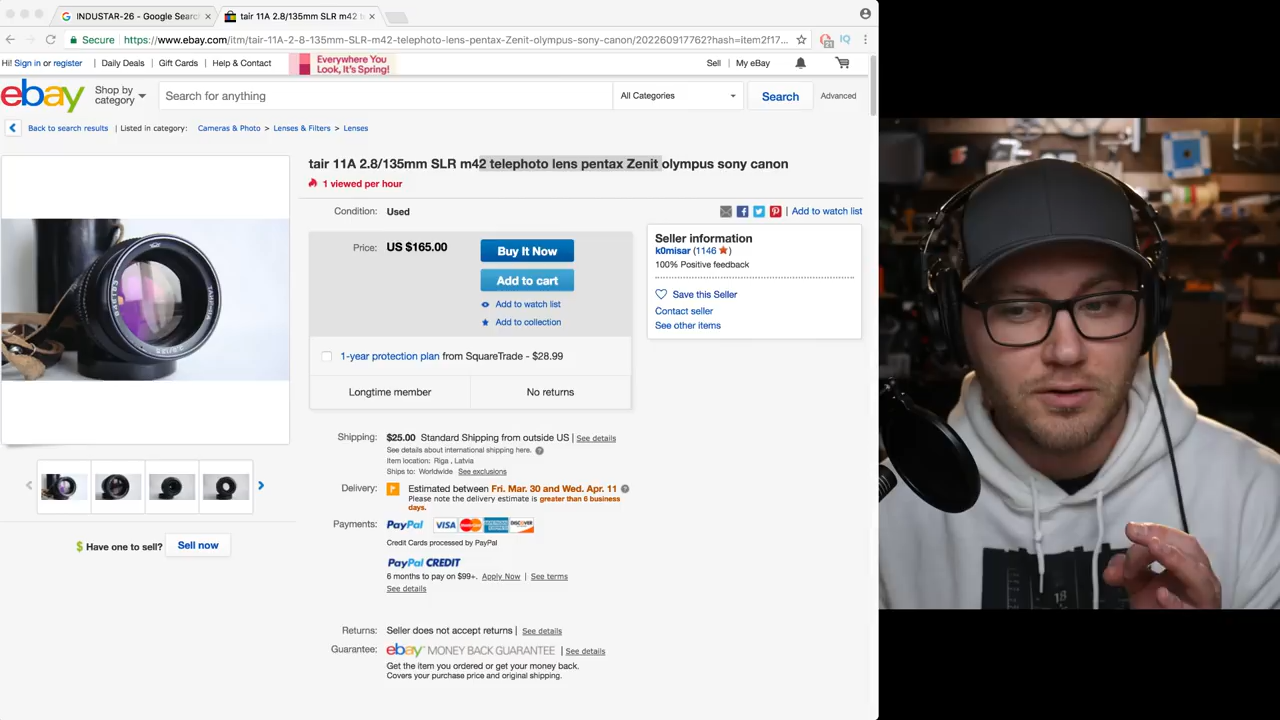 INDUSTAR-26 - Google Searc
tair 11A 2.8/135mm SLR m42 t
Secure
https://www.ebay.com/itm/tair-11A-2-8-135mm-SLR-m42-telephoto-lens-pentax-Zenit-olympus-sony-canon/202260917762?hash=item2f17...
21
IQ
Hi! Sign in or register
Daily Deals
Gift Cards
Help & Contact
Everywhere You
Look, It's Spring!
Sell
My eBay
ebay
Shop by
category
Search for anything
All Categories
Search
Advanced
Back to search results | Listed in category: Cameras & Photo > Lenses & Filters > Lenses
tair 11A 2.8/135mm SLR m42 telephoto lens pentax Zenit olympus sony canon
1 viewed per hour
Condition: Used
| Add to watch list
Price: US $165.00
Buy It Now
Add to cart
Add to watch list
Add to collection
1-year protection plan from SquareTrade - $28.99
Longtime member
No returns
Seller information
k0misar (1146 )
100% Positive feedback
Save this Seller
Contact seller
See other items
Shipping: $25.00 Standard Shipping from outside US | See details
See details about international shipping here.
Item location: Riga , Latvia
Ships to: Worldwide See exclusions
Delivery: Estimated between Fri. Mar. 30 and Wed. Apr. 11
Please note the delivery estimate is greater than 6 business
days.
Payments: PayPal VISA DISCOVER
Credit Cards processed by PayPal
PayPal CREDIT
6 months to pay on $99+. Apply Now | See terms
See details
$ Have one to sell? Sell now
Returns: Seller does not accept returns | See details
Guarantee: ebay MONEY BACK GUARANTEE | See details
Get the item you ordered or get your money back.
Covers your purchase price and original shipping.